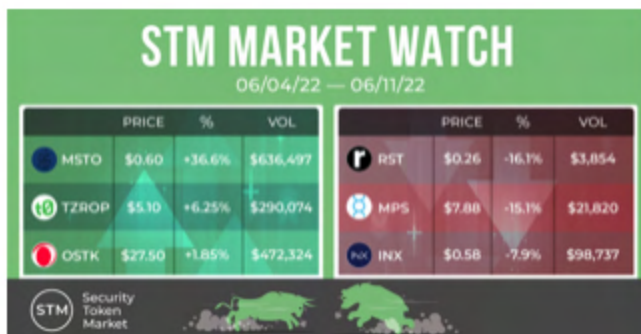 STM MARKET WATCH
06/04/22 — 06/11/22
PRICE % VOL
MSTO $0.60 +36.6% $636,497
t0 TZROP $5.10 +6.25% $290,074
OSTK $27.50 +1.85% $472,324
PRICE % VOL
r RST $0.26 -16.1% $3,854
MPS $7.88 -15.1% $21,820
INX INX $0.58 -7.9% $98,737
STM Security
Token
Market